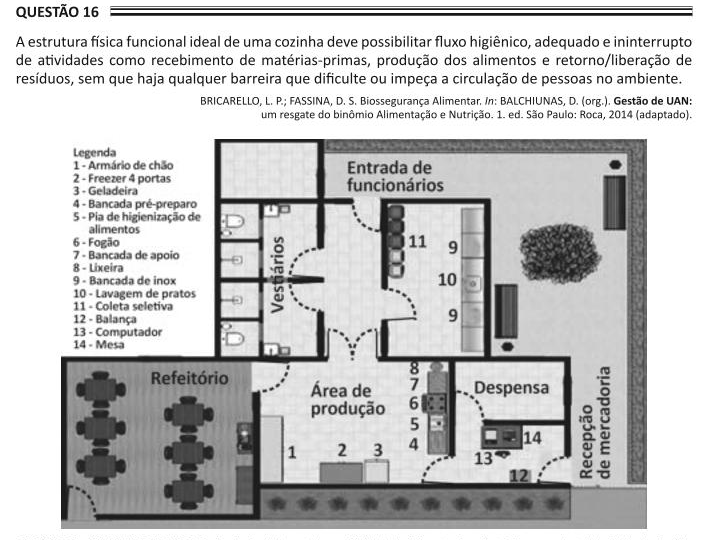 QUESTÃO 16
A estrutura física funcional ideal de uma cozinha deve possibilitar fluxo higiênico, adequado e ininterrupto
de atividades como recebimento de matérias-primas, produção dos alimentos e retorno/liberação de
resíduos, sem que haja qualquer barreira que dificulte ou impeça a circulação de pessoas no ambiente.
BRICARELLO, L. P.; FASSINA, D. S. Biossegurança Alimentar. In: BALCHIUNAS, D. (org.). Gestão de UAN:
um resgate do binômio Alimentação e Nutrição. 1. ed. São Paulo: Roca, 2014 (adaptado).
Legenda
1 - Armário de chão
2 - Freezer 4 portas
3 - Geladeira
4 - Bancada pré-preparo
5 - Pia de higienização de
alimentos
6 - Fogão
7 - Bancada de apoio
8 - Lixeira
9 - Bancada de inox
10 - Lavagem de pratos
11 - Coleta seletiva
12 - Balança
13 - Computador
14 - Mesa
Entrada de
funcionários
Vestiários
11
9
10
9
Refeitório
Área de
produção
8
7
6
5
4
1
2
3
Despensa
14
13
12
Recepção
de mercadoria